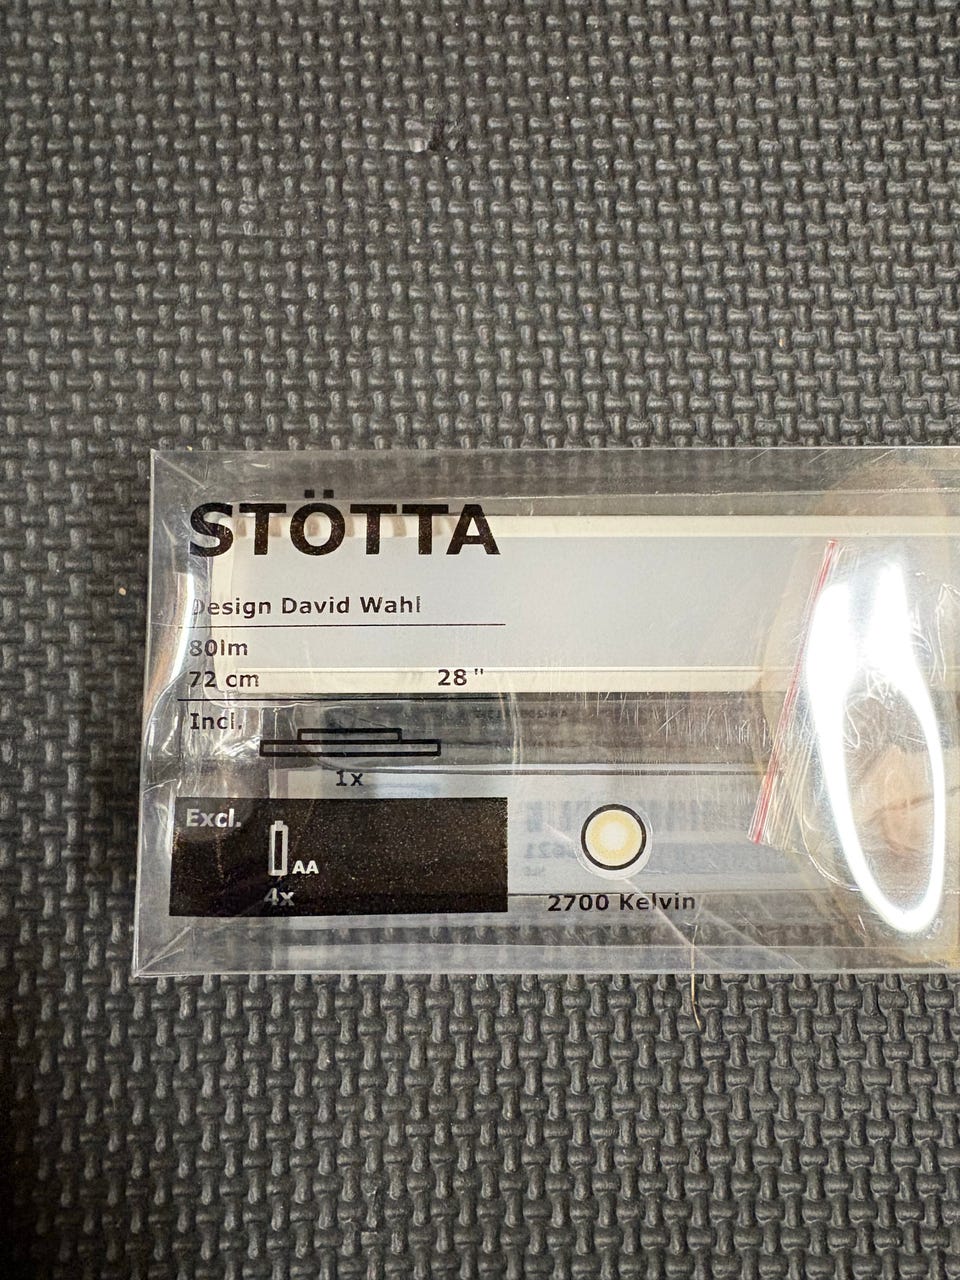 STÖTTA
Design David Wahl
80lm
72 cm 28"
Incl.
1x
Excl.
AA
4x
2700 Kelvin